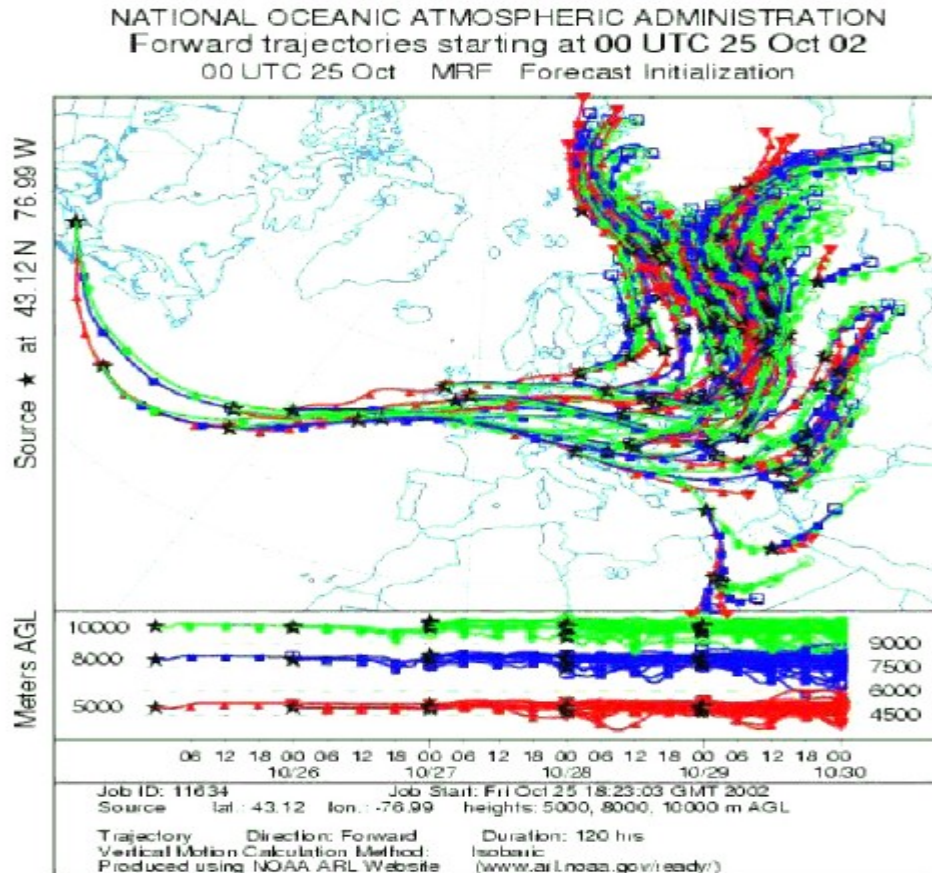 NATIONAL OCEANIC ATMOSPHERIC ADMINISTRATION
Forward trajectories starting at 00 UTC 25 Oct 02
00 UTC 25 Oct MRF Forecast Initialization
Source ★ at 43.12 N 76.99 W
30
30
0
30
30
Meters AGL
10000
8000
5000
9000
7500
6000
4500
06 12 18 00 06 12 18 00 06 12 18 00 06 12 18 00 06 12 18 00
10/26 10/27 10/28 10/29 10/30
Job ID: 11634 Job Start: Fri Oct 25 18:23:03 GMT 2002
Source lat.: 43.12 lon.: -76.99 heights: 5000, 8000, 10000 m AGL
Trajectory Direction: Forward Duration: 120 hrs
Vertical Motion Calculation Method: Isobaric
Produced using NOAA ARL Website (www.arl.noaa.gov/ready/)